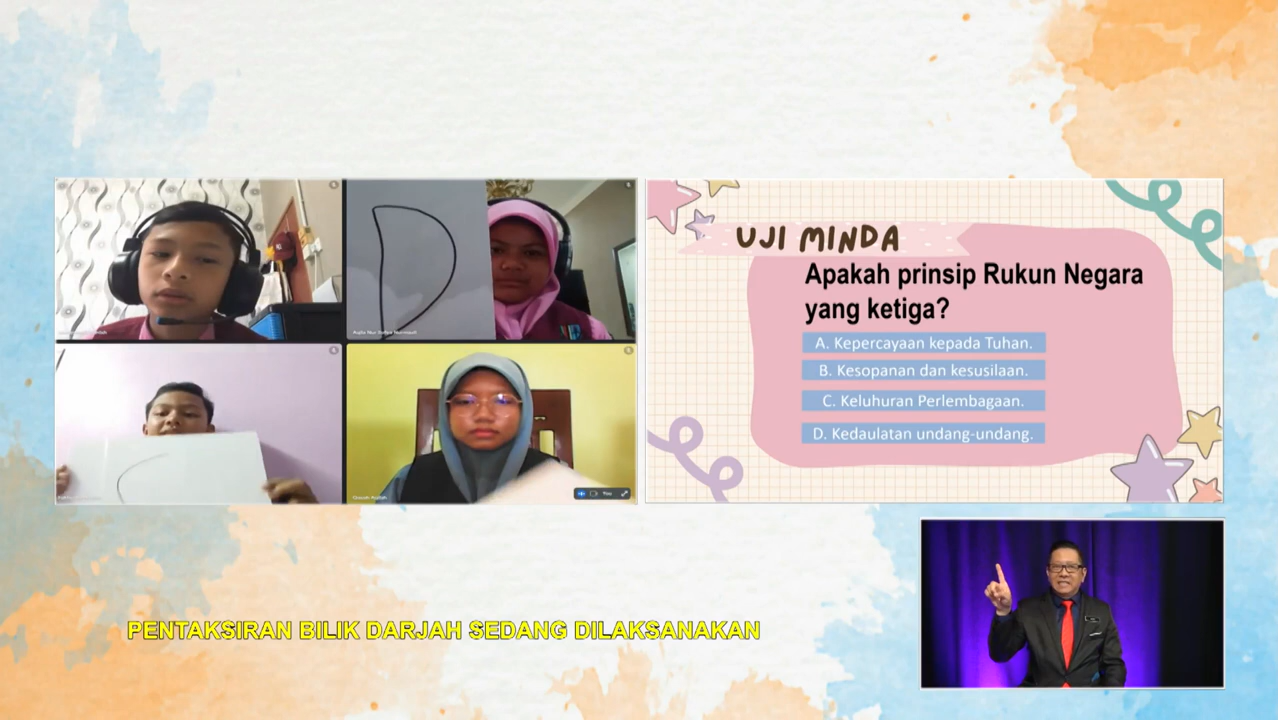 D
UJI MINDA
Apakah prinsip Rukun Negara
yang ketiga?
A. Kepercayaan kepada Tuhan.
B. Kesopanan dan kesusilaan.
C. Keluhuran Perlembagaan.
D. Kedaulatan undang-undang.
You
PENTAKSIRAN BILIK DARJAH SEDANG DILAKSANAKAN